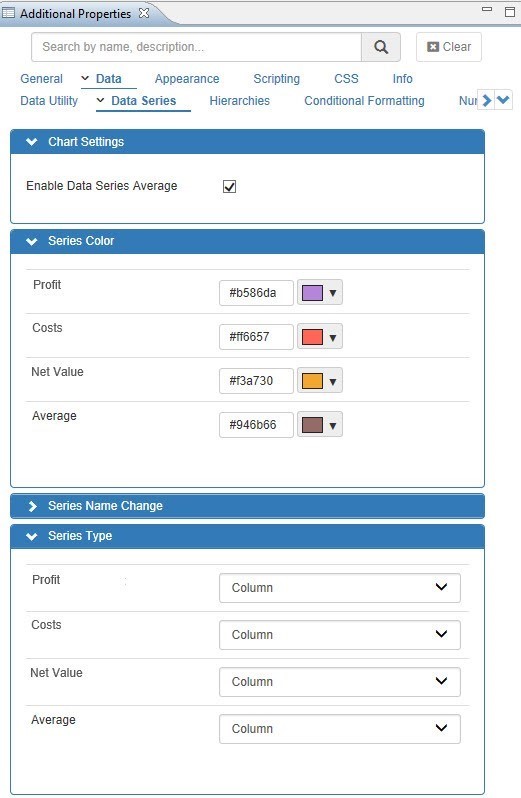 Additional Properties
Search by name, description... Clear
General Data Appearance Scripting CSS Info
Data Utility Data Series Hierarchies Conditional Formatting Nu
Chart Settings
Enable Data Series Average
Series Color
Profit #b586da
Costs #ff6657
Net Value #f3a730
Average #946b66
Series Name Change
Series Type
Profit Column
Costs Column
Net Value Column
Average Column